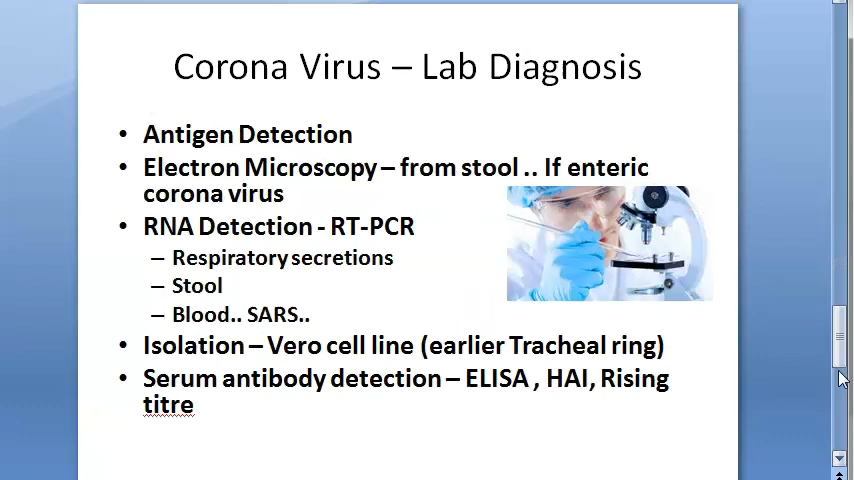 Corona Virus – Lab Diagnosis
• Antigen Detection
• Electron Microscopy – from stool .. If enteric
corona virus
• RNA Detection - RT-PCR
– Respiratory secretions
– Stool
– Blood.. SARS..
• Isolation – Vero cell line (earlier Tracheal ring)
• Serum antibody detection – ELISA , HAI, Rising
titre